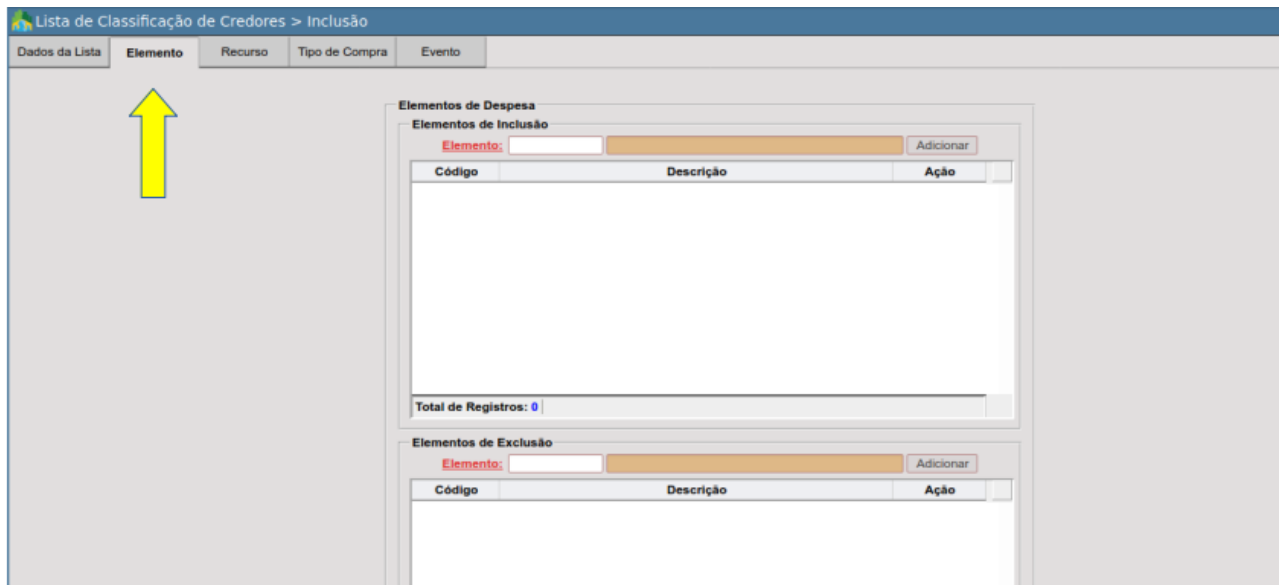 Lista de Classificação de Credores > Inclusão
Dados da Lista Elemento Recurso Tipo de Compra Evento
Elementos de Despesa
Elementos de Inclusão
Elemento: Adicionar
Código Descrição Ação
Total de Registros: 0
Elementos de Exclusão
Elemento: Adicionar
Código Descrição Ação